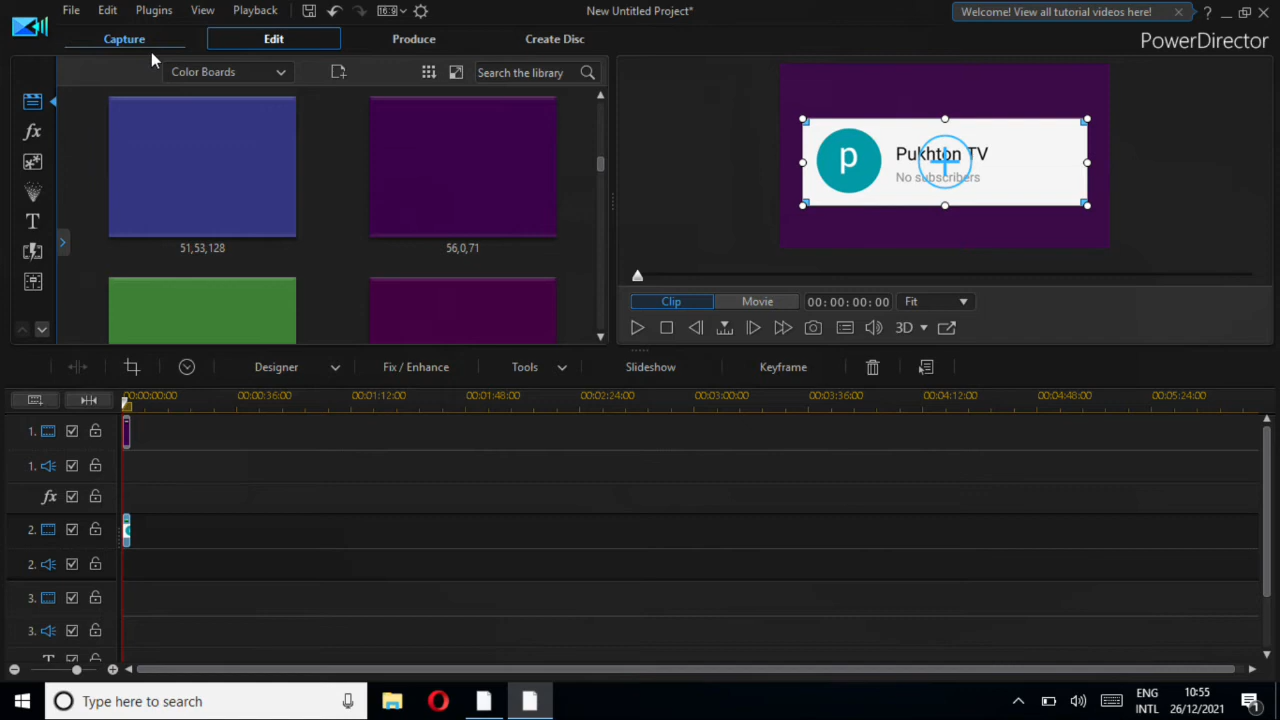 File Edit Plugins View Playback
New Untitled Project*
Welcome! View all tutorial videos here!
Capture Edit Produce Create Disc
PowerDirector
Color Boards
Search the library
51,53,128
56,0,71
fx
T
p
Pukhton TV
No subscribers
Clip Movie 00:00:00:00 Fit
3D
Designer Fix / Enhance Tools Slideshow Keyframe
00:00:00:00 00:00:36:00 00:01:12:00 00:01:48:00 00:02:24:00 00:03:00:00 00:03:36:00 00:04:12:00 00:04:48:00 00:05:24:00
1.
1.
fx
2.
2.
3.
3.
T
Type here to search
ENG
INTL
10:55
26/12/2021
1